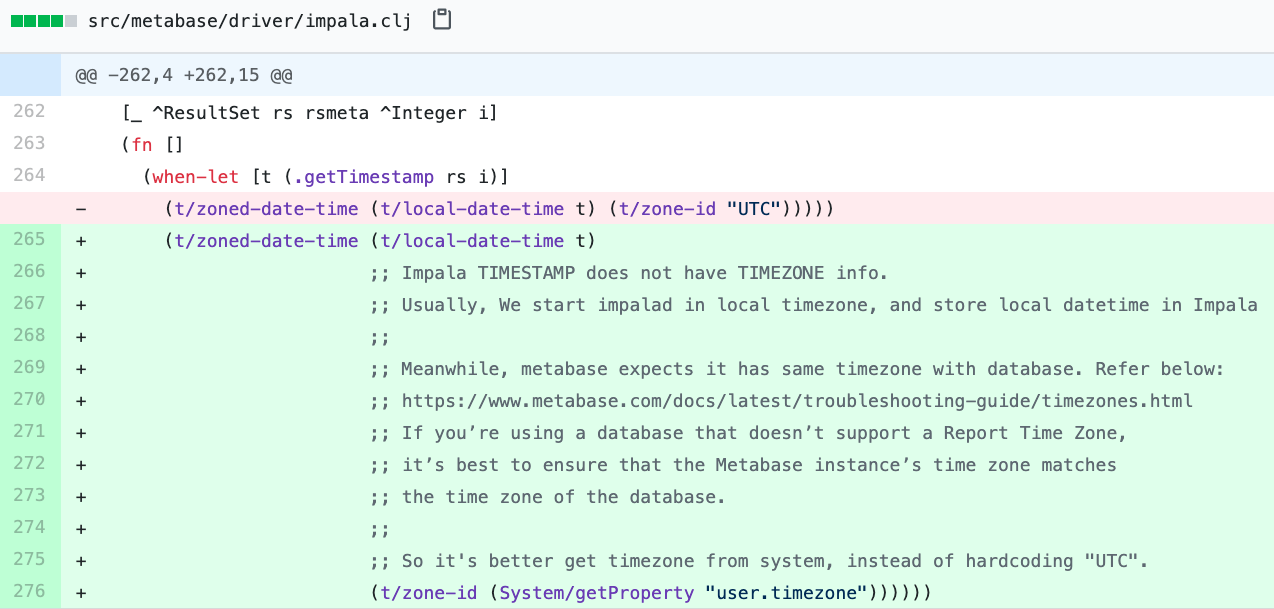 src/metabase/driver/impala.clj
@@ -262,4 +262,15 @@
262 [_ ^ResultSet rs rsmeta ^Integer i]
263 (fn []
264 (when-let [t (.getTimestamp rs i)]
- (t/zoned-date-time (t/local-date-time t) (t/zone-id "UTC")))))
265 + (t/zoned-date-time (t/local-date-time t)
266 + ;; Impala TIMESTAMP does not have TIMEZONE info.
267 + ;; Usually, We start impalad in local timezone, and store local datetime in Impala
268 + ;;
269 + ;; Meanwhile, metabase expects it has same timezone with database. Refer below:
270 + ;; https://www.metabase.com/docs/latest/troubleshooting-guide/timezones.html
271 + ;; If you’re using a database that doesn’t support a Report Time Zone,
272 + ;; it’s best to ensure that the Metabase instance’s time zone matches
273 + ;; the time zone of the database.
274 + ;;
275 + ;; So it's better get timezone from system, instead of hardcoding "UTC".
276 + (t/zone-id (System/getProperty "user.timezone"))))))